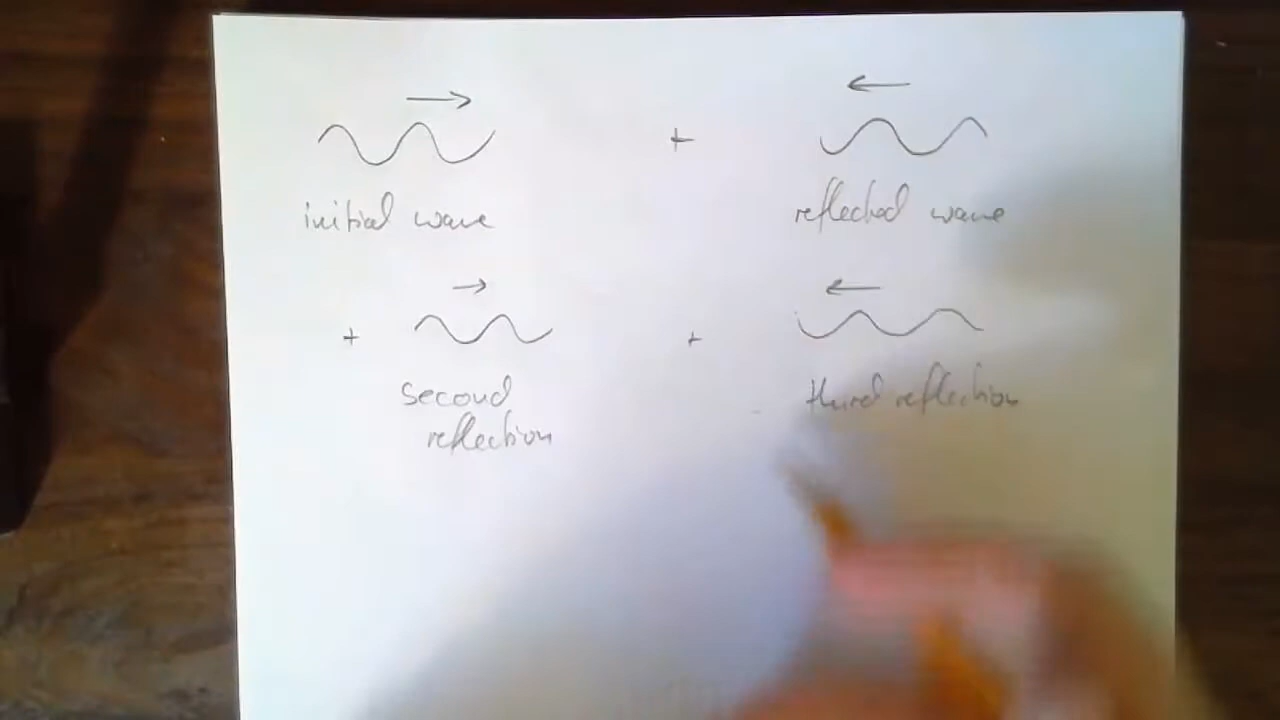 initial wave
+
reflected wave
+
second
reflection
+
third reflection